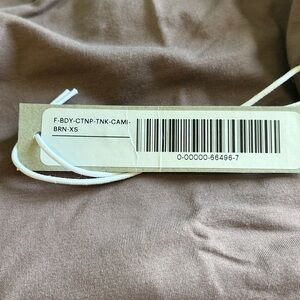 F-BDY-CTNP-TNK-CAMI-
BRN-XS
0-00000-66496-7